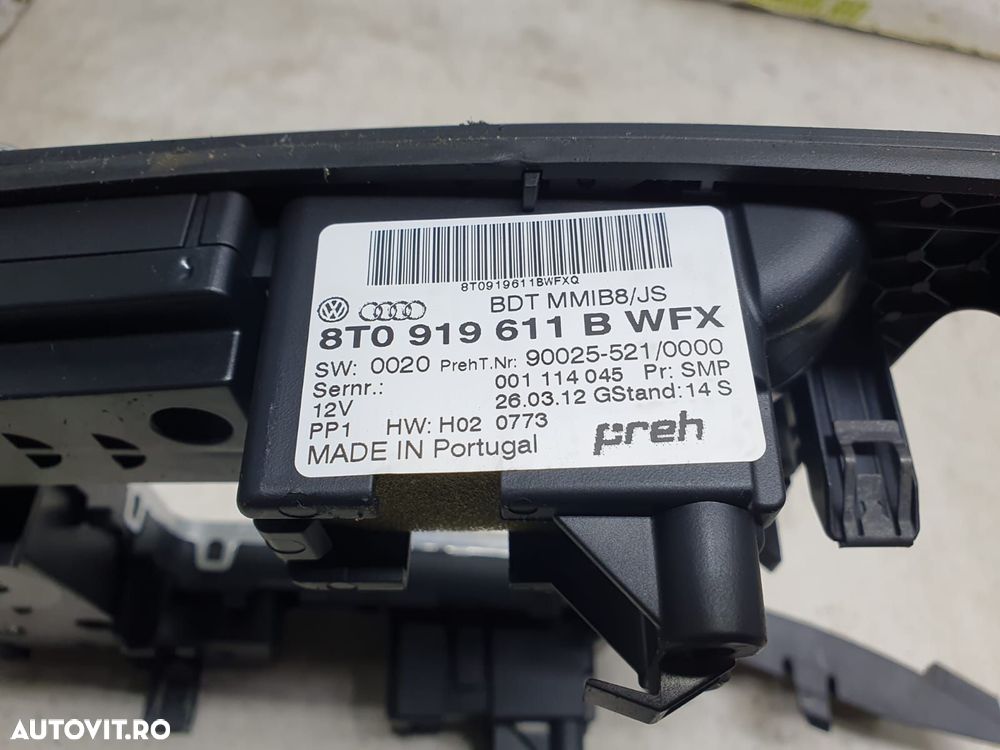 8T0919611BWFXQ
BDT MMIB8/JS
8T0 919 611 B WFX
SW: 0020 PrehT.Nr: 90025-521/0000
Sernr.: 001 114 045 Pr: SMP
12V 26.03.12 GStand: 14 S
PP1 HW: H02 0773
MADE IN Portugal preh
AUTOVIT.RO